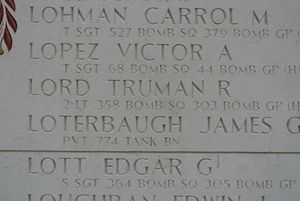 LOHMAN CARROL M
T SGT 527 BOMB SQ 379 BOMB GP
LOPEZ VICTOR A
T SGT 68 BOMB SQ 44 BOMB GP (H
LORD TRUMAN R
2 LT 358 BOMB SQ 303 BOMB GP (H
LOTERBAUGH JAMES G
PVT 774 TANK BN
LOTT EDGAR G
S SGT 364 BOMB SQ 305 BOMB GP
LOUGHRAN EDWIN J